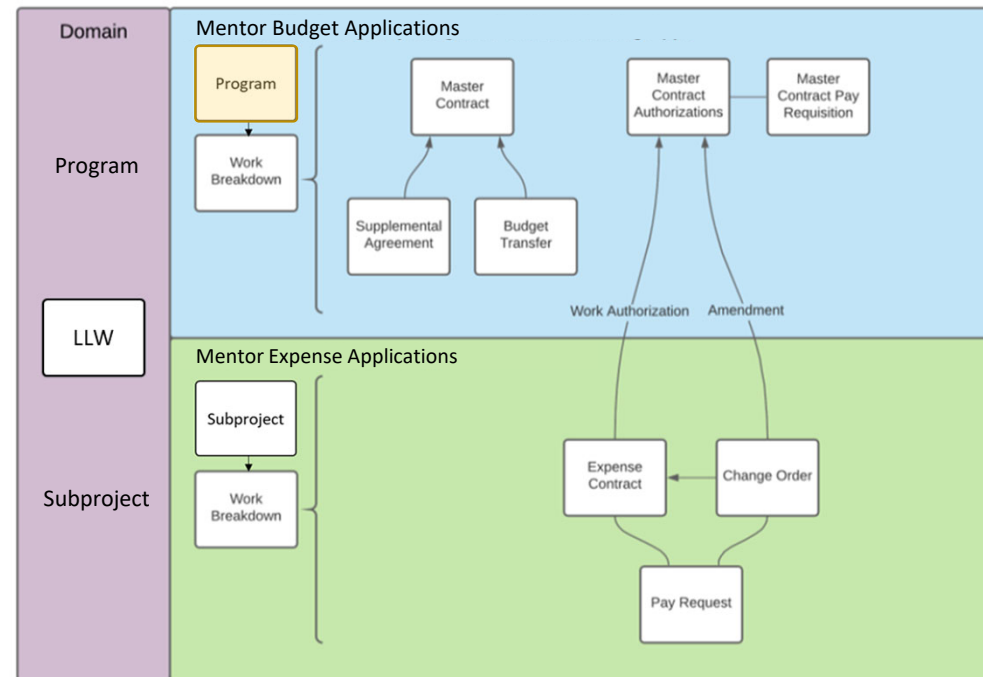 Domain
Program
LLW
Subproject
Mentor Budget Applications
Program
Work
Breakdown
Master
Contract
Supplemental
Agreement
Budget
Transfer
Master
Contract
Authorizations
Master
Contract Pay
Requisition
Work Authorization
Amendment
Mentor Expense Applications
Subproject
Work
Breakdown
Expense
Contract
Change Order
Pay Request